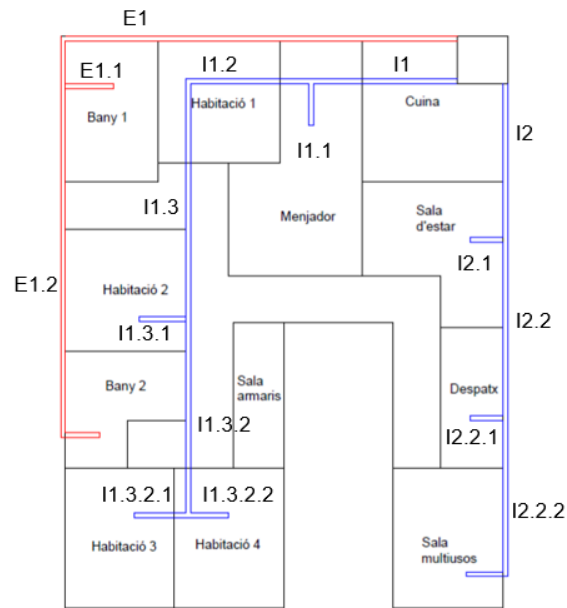 E1
E1.1
I1.2
I1
Bany 1
Habitació 1
Cuina
I2
I1.1
I1.3
Menjador
Sala
d'estar
I2.1
E1.2
Habitació 2
I1.3.1
I2.2
Bany 2
Sala
armaris
Despatx
I1.3.2
I2.2.1
I1.3.2.1
I1.3.2.2
I2.2.2
Habitació 3
Habitació 4
Sala
multiusos